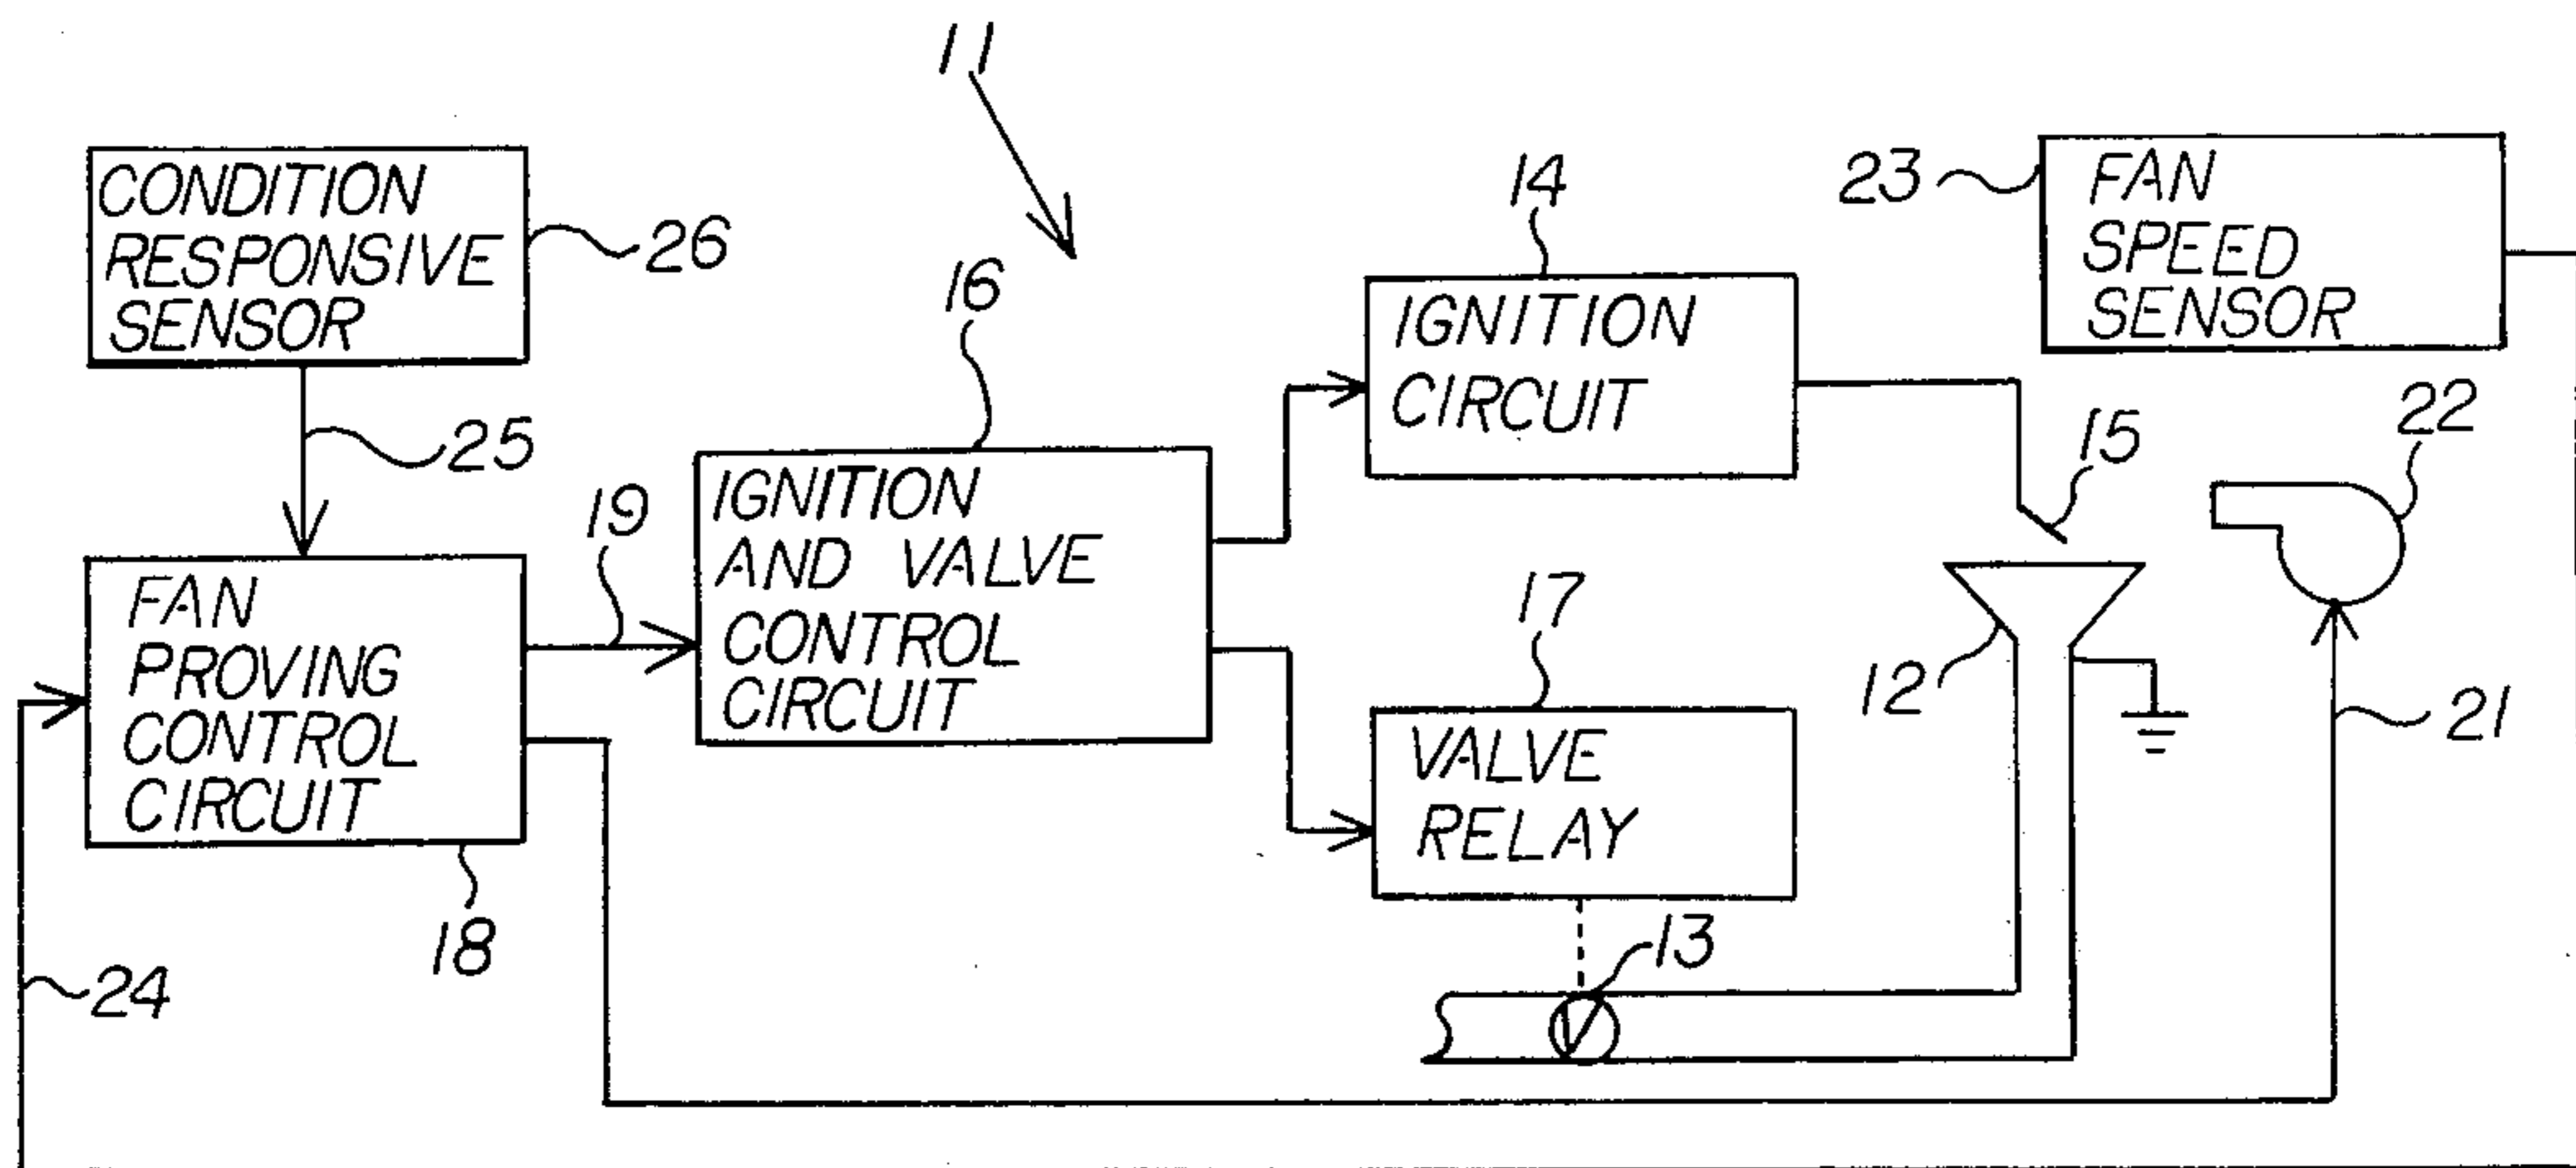 11
CONDITION
RESPONSIVE
SENSOR
26
25
14
IGNITION
CIRCUIT
23
FAN
SPEED
SENSOR
22
15
16
IGNITION
AND VALVE
CONTROL
CIRCUIT
19
FAN
PROVING
CONTROL
CIRCUIT
18
24
17
VALVE
RELAY
13
12
21